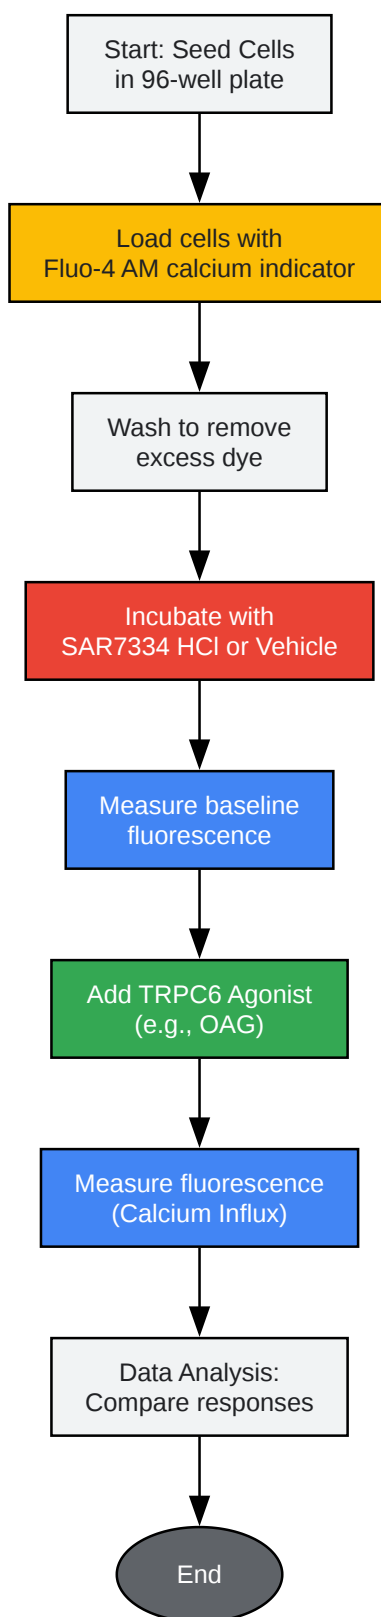 Start: Seed Cells
in 96-well plate
Load cells with
Fluo-4 AM calcium indicator
Wash to remove
excess dye
Incubate with
SAR7334 HCl or Vehicle
Measure baseline
fluorescence
Add TRPC6 Agonist
(e.g., OAG)
Measure fluorescence
(Calcium Influx)
Data Analysis:
Compare responses
End